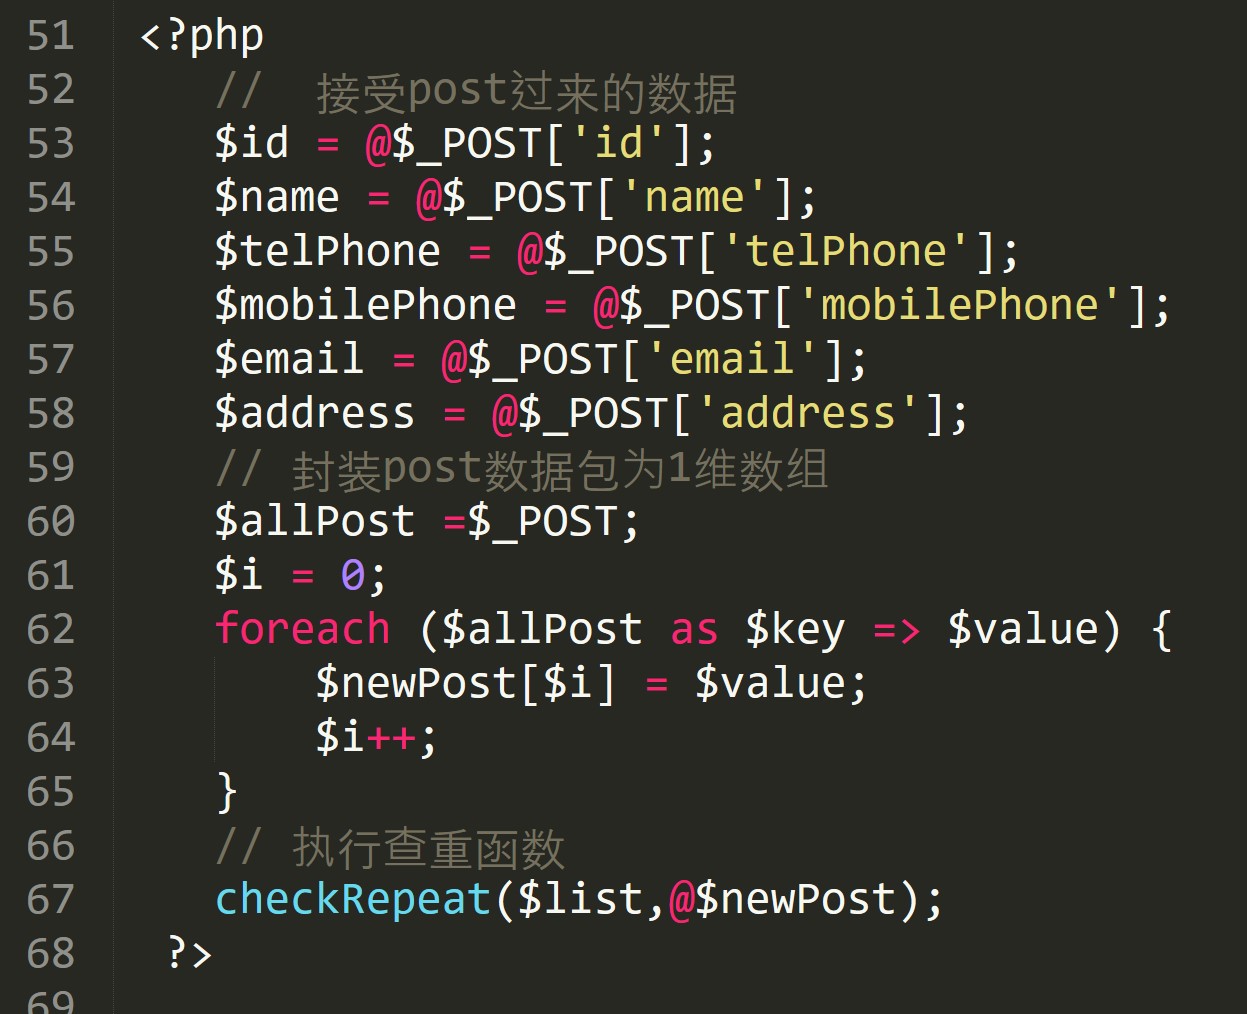 51 <?php
52 // 接受post过来的数据
53 $id = @$_POST['id'];
54 $name = @$_POST['name'];
55 $telPhone = @$_POST['telPhone'];
56 $mobilePhone = @$_POST['mobilePhone'];
57 $email = @$_POST['email'];
58 $address = @$_POST['address'];
59 // 封装post数据包为1维数组
60 $allPost =$_POST;
61 $i = 0;
62 foreach ($allPost as $key => $value) {
63 $newPost[$i] = $value;
64 $i++;
65 }
66 // 执行查重函数
67 checkRepeat($list,@$newPost);
68 ?>
69